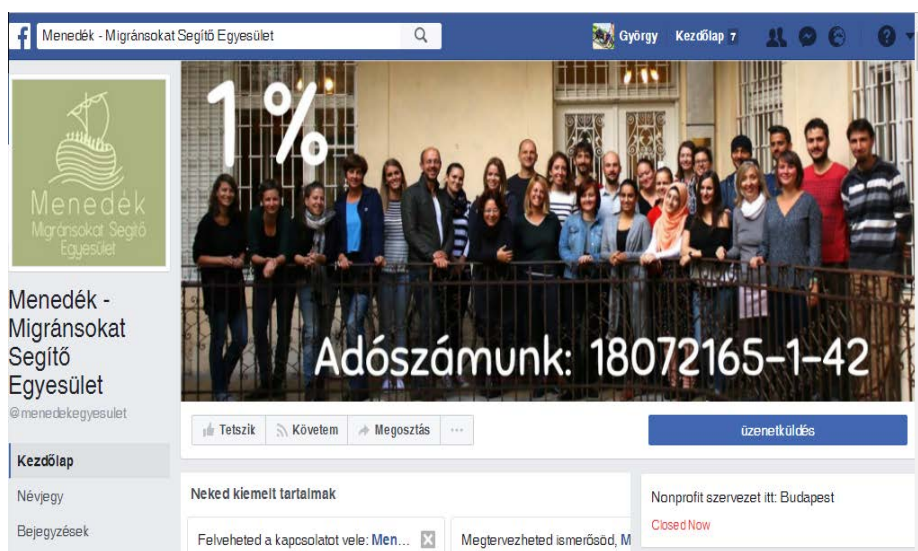 Menedék - Migránsokat Segítő Egyesület
György Kezdőlap 7
1%
Menedék
Migránsokat Segítő
Egyesület
Adószámunk: 18072165-1-42
Menedék -
Migránsokat
Segítő
Egyesület
@menedekegyesulet
Kezdőlap
Névjegy
Bejegyzések
Tetszik Követem Megosztás ...
üzenetküldés
Neked kiemelt tartalmak
Felveheted a kapcsolatot vele: Men...
Megtervezheted ismerősöd, M
Nonprofit szervezet itt: Budapest
Closed Now